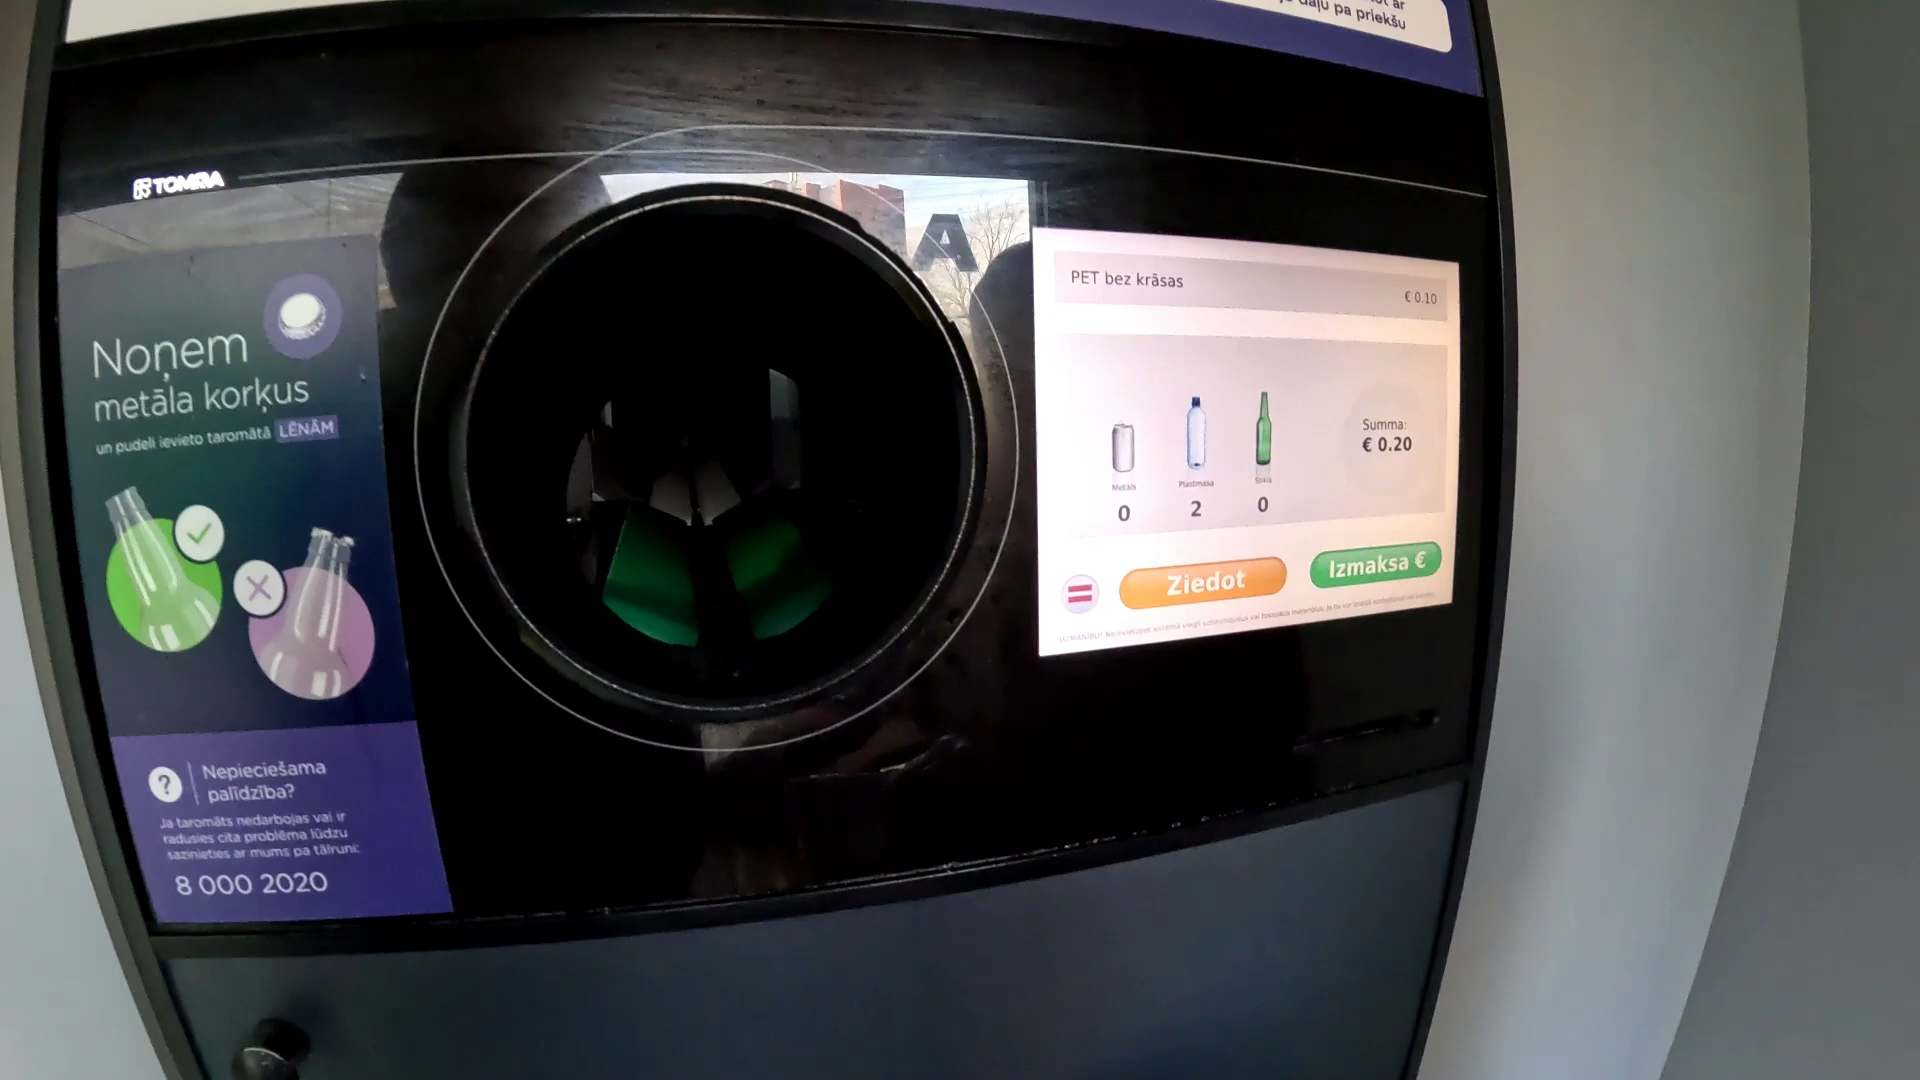 daļu pa priekšu
TOMRA
A
Noņem
metāla korķus
un pudeli ievieto taromātā LĒNĀM
?
Nepieciešama
palīdzība?
Ja taromāts nedarbojas vai ir
radusies cita problēma lūdzu
sazinieties ar mums pa tālruni:
8 000 2020
PET bez krāsas
€ 0.10
Metāls
Plastmasa
Stikls
0
2
0
Summa:
€ 0.20
Ziedot
Izmaksa €
UZMANĪBU!